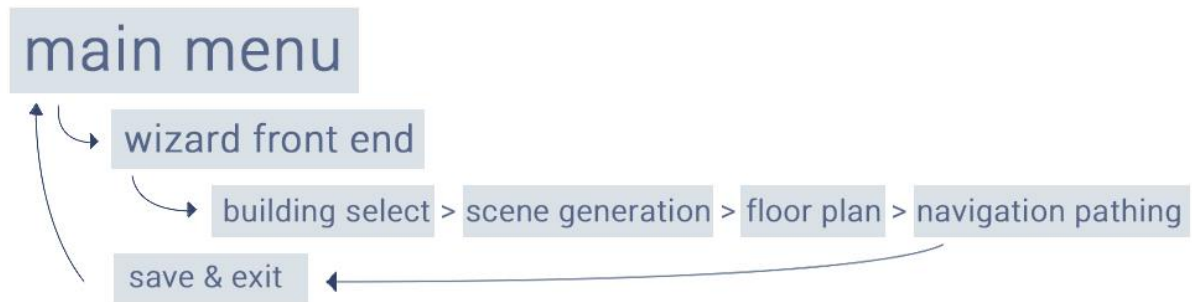 main menu
wizard front end
building select > scene generation > floor plan > navigation pathing
save & exit